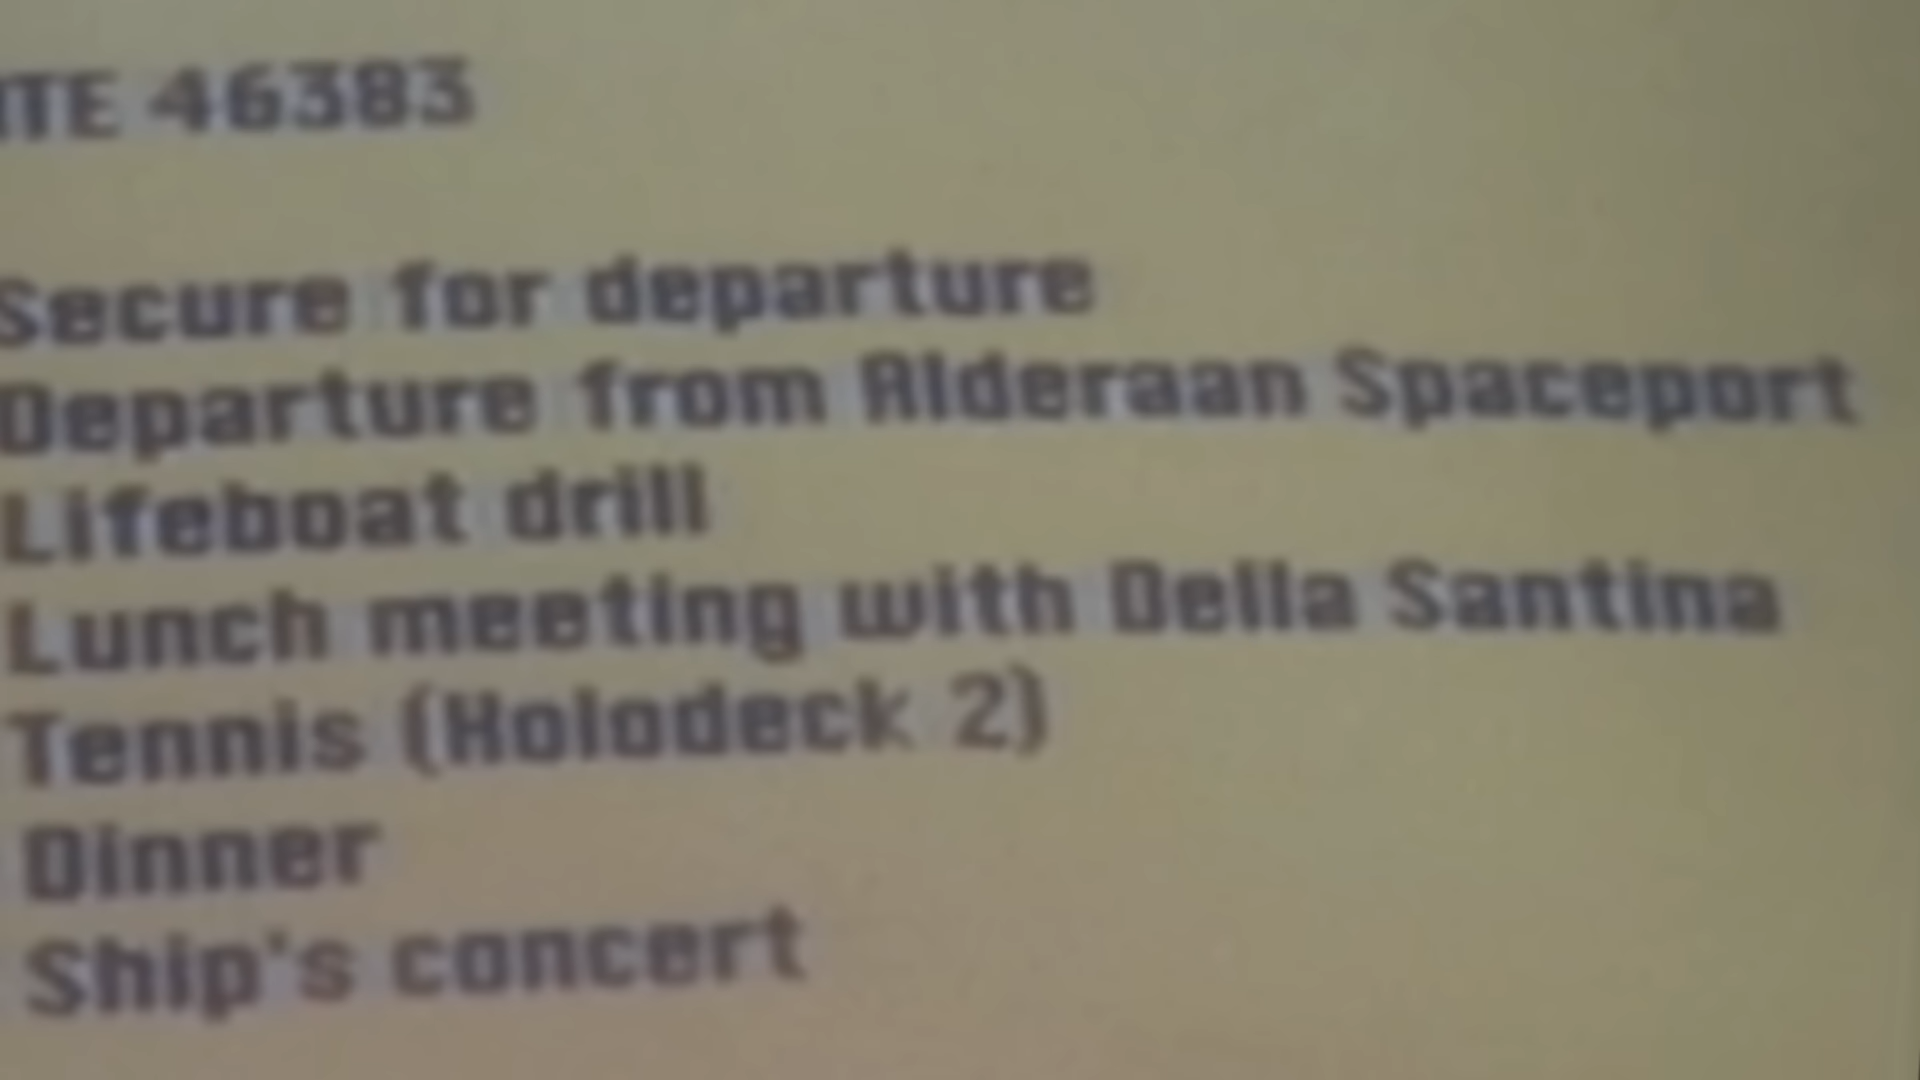 ITE 46383
Secure for departure
Departure from Alderaan Spaceport
Lifeboat drill
Lunch meeting with Della Santina
Tennis (Holodeck 2)
Dinner
Ship's concert